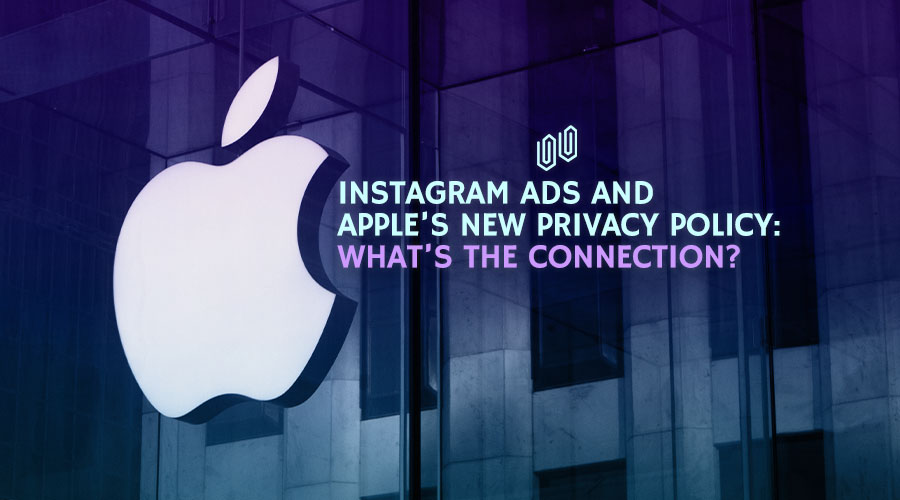 INSTAGRAM ADS AND
APPLE'S NEW PRIVACY POLICY:
WHAT'S THE CONNECTION?